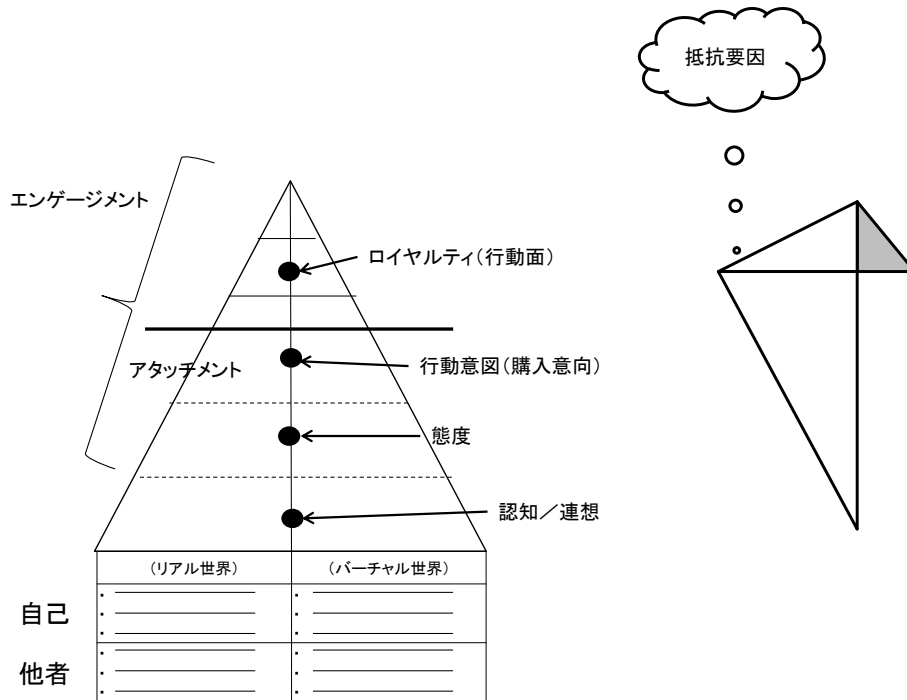 抵抗要因
エンゲージメント
ロイヤルティ(行動面)
アタッチメント
行動意図(購入意向)
態度
認知／連想
(リアル世界)
(バーチャル世界)
自己
他者